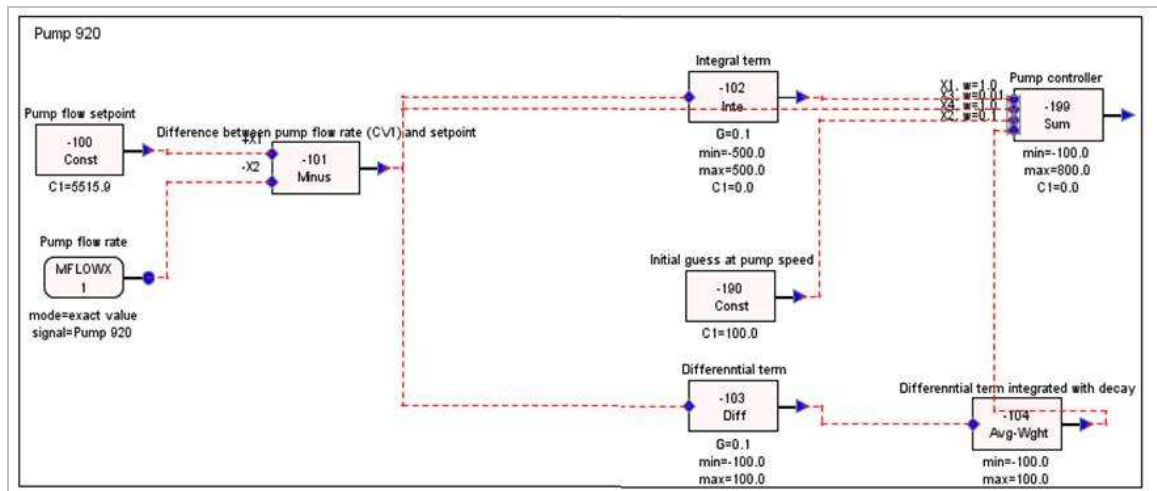 Pump 920
Pump flow setpoint
-100
Const
C1=5515.9
Pump flow rate
MFLOWX
1
mode=exact value
signal=Pump 920
Difference between pump flow rate (CV1) and setpoint
+X1
-X2
-101
Minus
Integral term
-102
Inte
G=0.1
min=-500.0
max=500.0
C1=0.0
Initial guess at pump speed
-190
Const
C1=100.0
Differenntial term
-103
Diff
G=0.1
min=-100.0
max=100.0
Differenntial term integrated with decay
-104
Avg-Wght
min=-100.0
max=100.0
Pump controller
X1, w=1.0
X3, w=0.01
X4, w=1.0
X2, w=0.1
-199
Sum
min=-100.0
max=800.0
C1=0.0